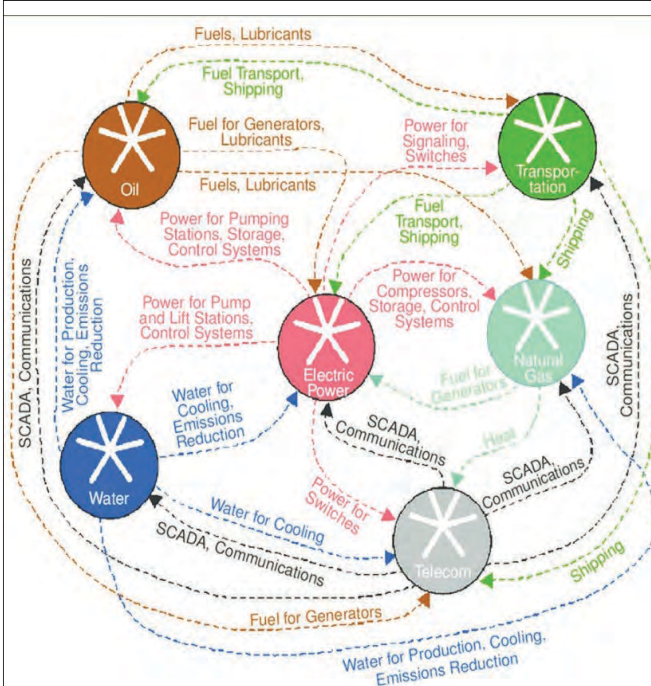 Fuels, Lubricants
Fuel Transport,
Shipping
Fuel for Generators,
Lubricants
Power for
Signaling,
Switches
Oil
Transpor-
tation
Fuels, Lubricants
Power for Pumping
Stations, Storage,
Control Systems
Fuel
Transport,
Shipping
Shipping
SCADA, Communications
Water for Production,
Cooling, Emissions
Reduction
Power for Pump
and Lift Stations,
Control Systems
Power for
Compressors,
Storage, Control
Systems
SCADA,
Communications
Electric
Power
Natural
Gas
Fuel for
Generators
Water for
Cooling,
Emissions
Reduction
SCADA,
Communications
Heal
SCADA,
Communications
Water
Power for
Switches
Water for Cooling
SCADA, Communications
Telecom
Shipping
Fuel for Generators
Water for Production, Cooling,
Emissions Reduction